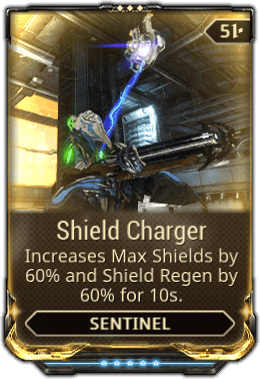 51
Shield Charger
Increases Max Shields by
60% and Shield Regen by
60% for 10s.
SENTINEL